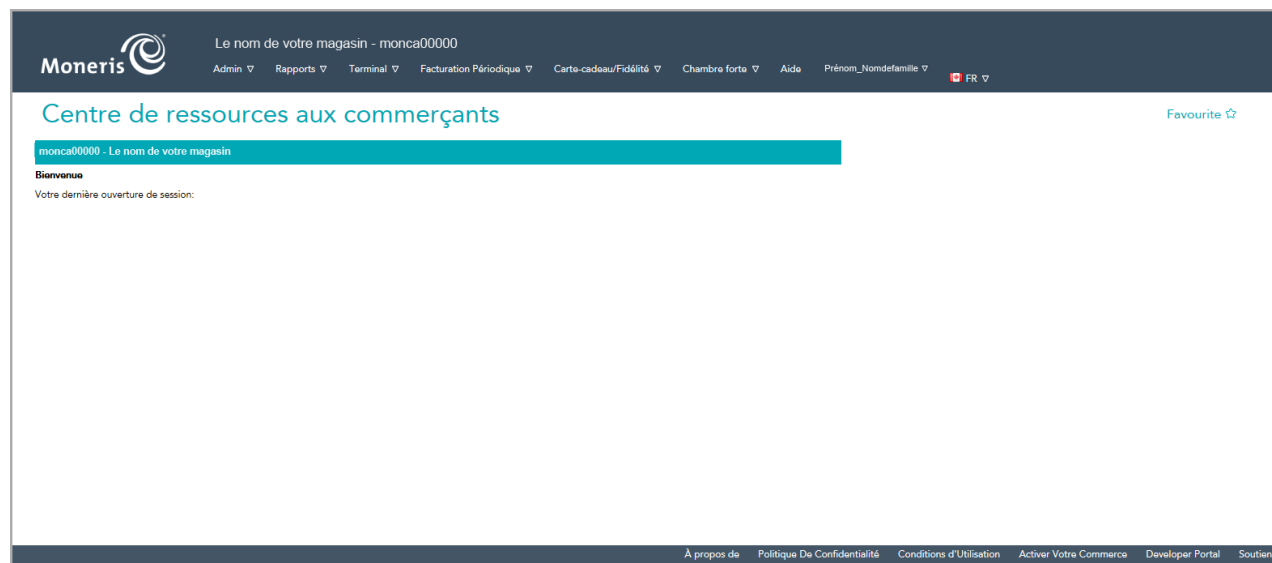 Moneris
Le nom de votre magasin - monca00000
Admin Rapports Terminal Facturation Périodique Carte-cadeau/Fidélité Chambre forte Aide Prénom_Nomdefamille FR
Centre de ressources aux commerçants
Favourite
monca00000 - Le nom de votre magasin
Bienvenue
Votre dernière ouverture de session:
À propos de Politique De Confidentialité Conditions d'Utilisation Activer Votre Commerce Developer Portal Soutien